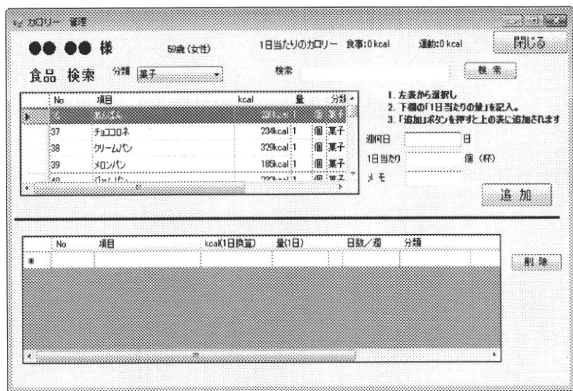 カロリー 管理
●● ●● 様 59歳(女性) 1日当たりのカロリー 食事:0kcal 運動:0kcal 閉じる
食品 検索 分類 菓子 検索 検索
No 項目 kcal 量 分類
37 チョココロネ 234kcal 1 個 菓子
38 クリームパン 329kcal 1 個 菓子
39 メロンパン 185kcal 1 個 菓子
1. 左表から選択し
2. 下欄の「1日当たりの量」を記入。
3. 「追加」ボタンを押すと上の表に追加されます
週何日 日
1日当たり 個 (杯)
メモ
追 加
No 項目 kcal(1日換算) 量(1日) 日数/週 分類
*
削 除